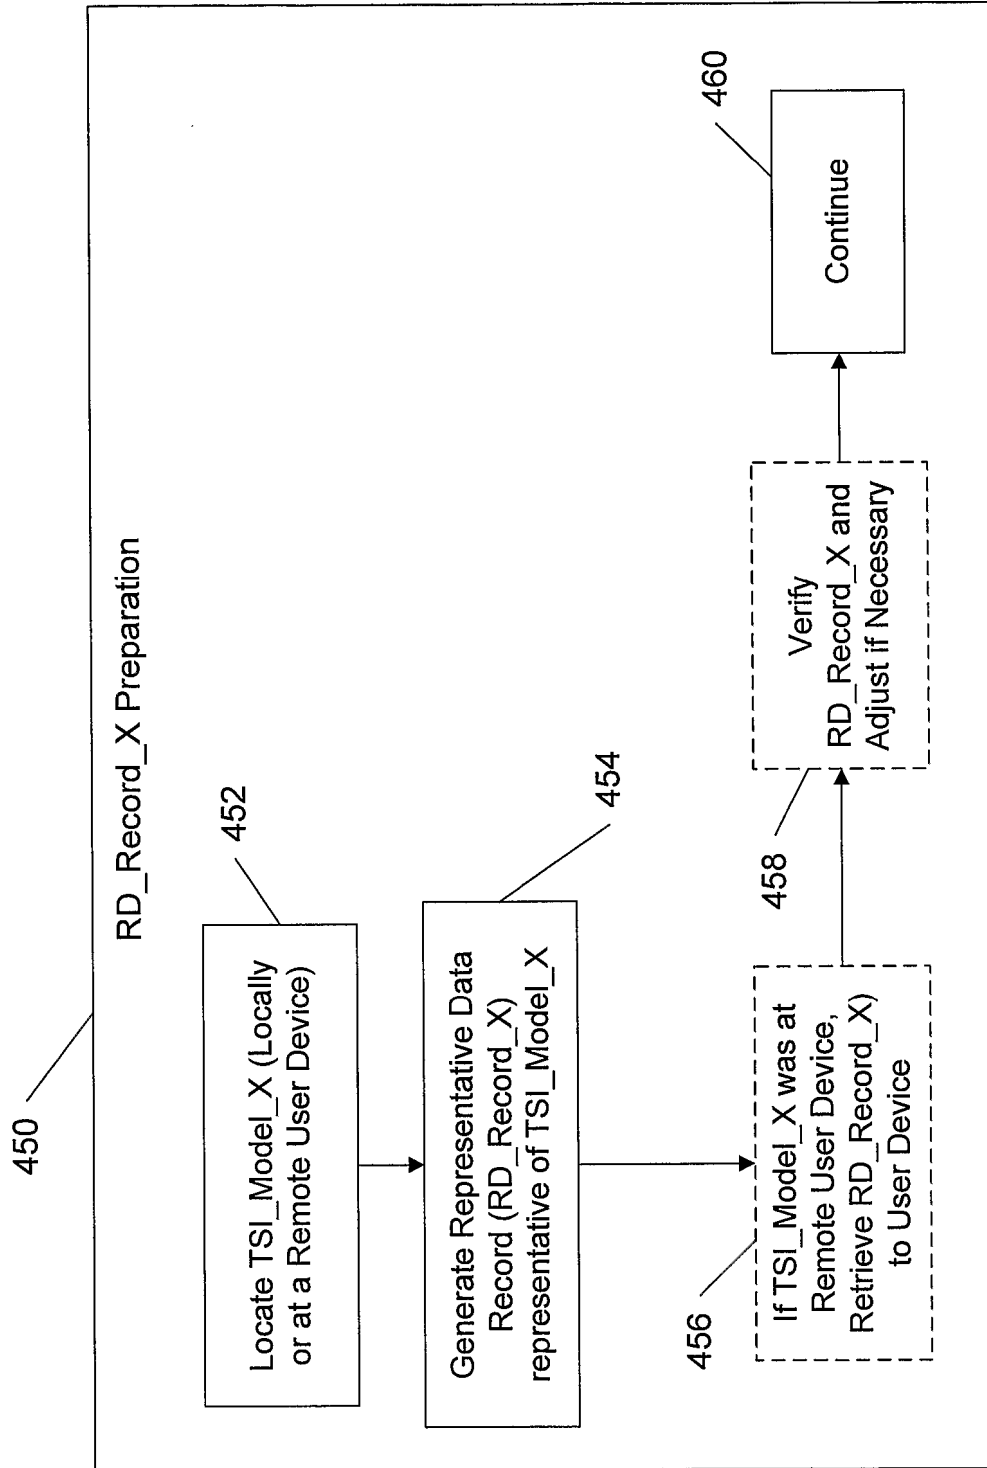 450
RD_Record_X Preparation
452
Locate TSI_Model_X (Locally
or at a Remote User Device)
454
Generate Representative Data
Record (RD_Record_X)
representative of TSI_Model_X
456
If TSI_Model_X was at
Remote User Device,
Retrieve RD_Record_X)
to User Device
458
Verify
RD_Record_X and
Adjust if Necessary
460
Continue